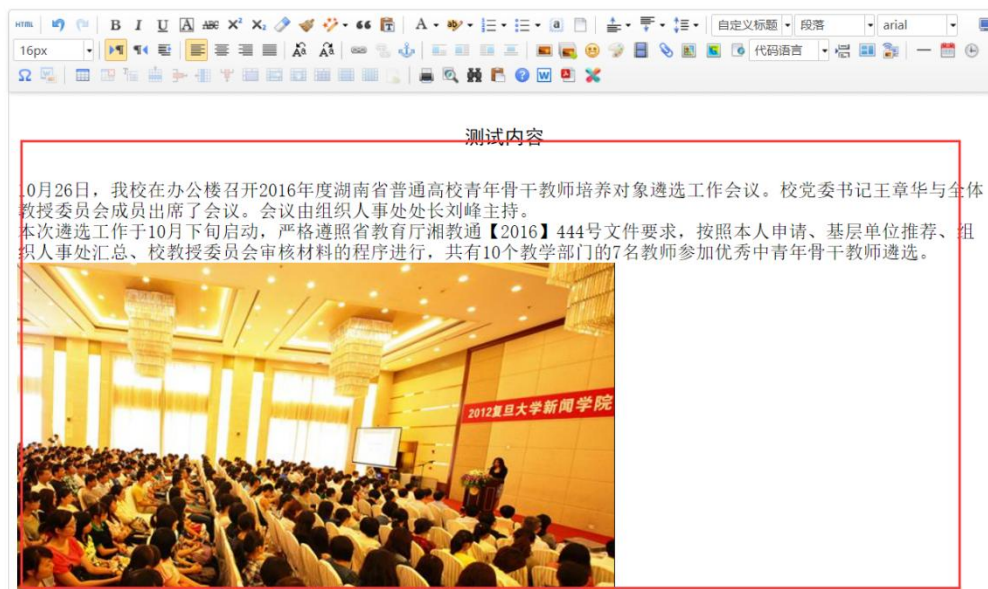 HTML
自定义标题 段落 arial
16px 代码语言
测试内容
10月26日，我校在办公楼召开2016年度湖南省普通高校青年骨干教师培养对象遴选工作会议。校党委书记王章华与全体
教授委员会成员出席了会议。会议由组织人事处处长刘峰主持。
本次遴选工作于10月下旬启动，严格遵照省教育厅湘教通【2016】444号文件要求，按照本人申请、基层单位推荐、组
织人事处汇总、校教授委员会审核材料的程序进行，共有10个教学部门的7名教师参加优秀中青年骨干教师遴选。
2012复旦大学新闻学院